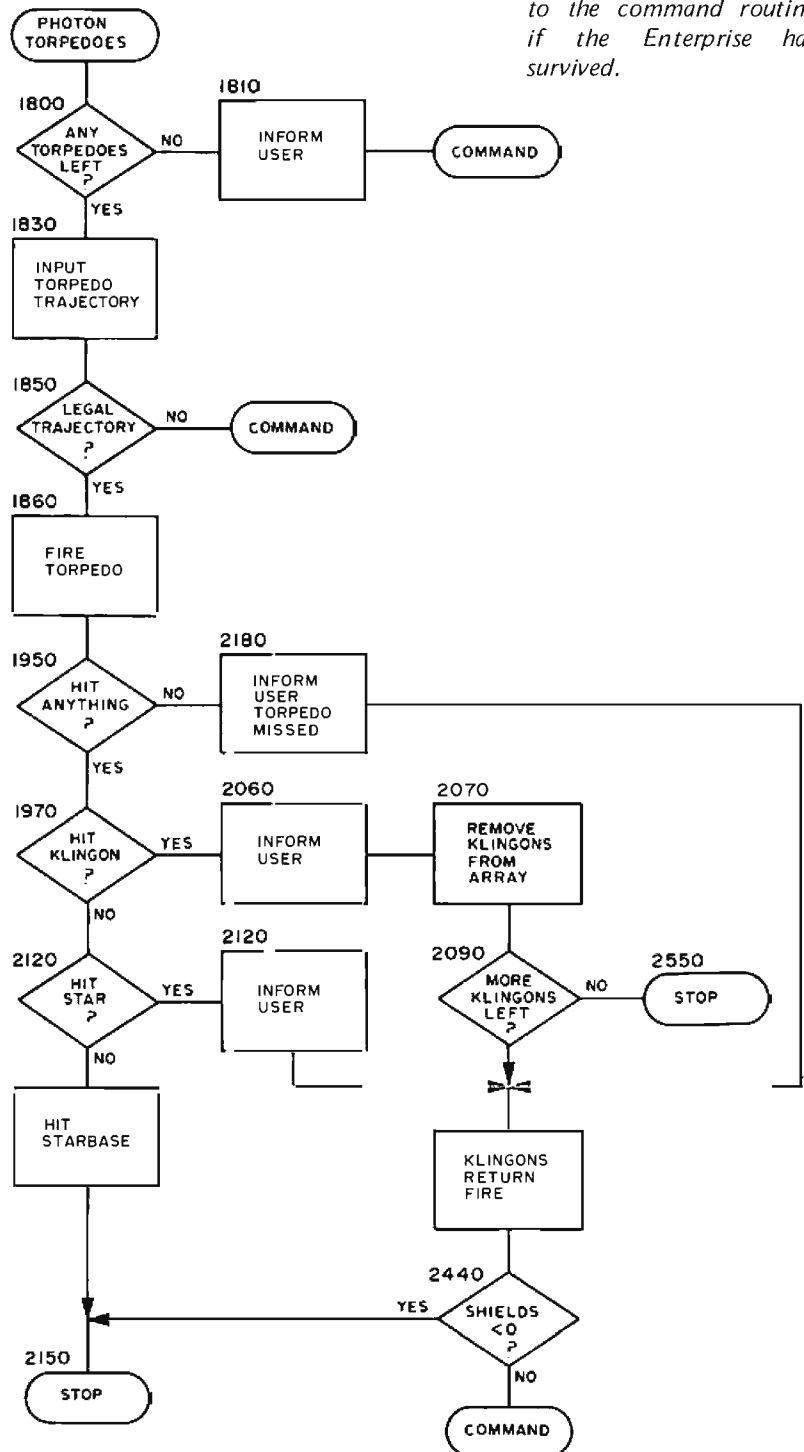 to the command routin
if the Enterprise ha
survived.
PHOTON
TORPEDOES
1800
ANY
TORPEDOES
LEFT
?
NO
YES
1810
INFORM
USER
COMMAND
1830
INPUT
TORPEDO
TRAJECTORY
1850
LEGAL
TRAJECTORY
?
NO
YES
COMMAND
1860
FIRE
TORPEDO
1950
HIT
ANYTHING
?
NO
YES
2180
INFORM
USER
TORPEDO
MISSED
1970
HIT
KLINGON
?
YES
NO
2060
INFORM
USER
2070
REMOVE
KLINGONS
FROM
ARRAY
2120
HIT
STAR
?
YES
NO
2120
INFORM
USER
2090
MORE
KLINGONS
LEFT
?
NO
2550
STOP
HIT
STARBASE
KLINGONS
RETURN
FIRE
2440
SHIELDS
<0
?
YES
NO
2150
STOP
COMMAND